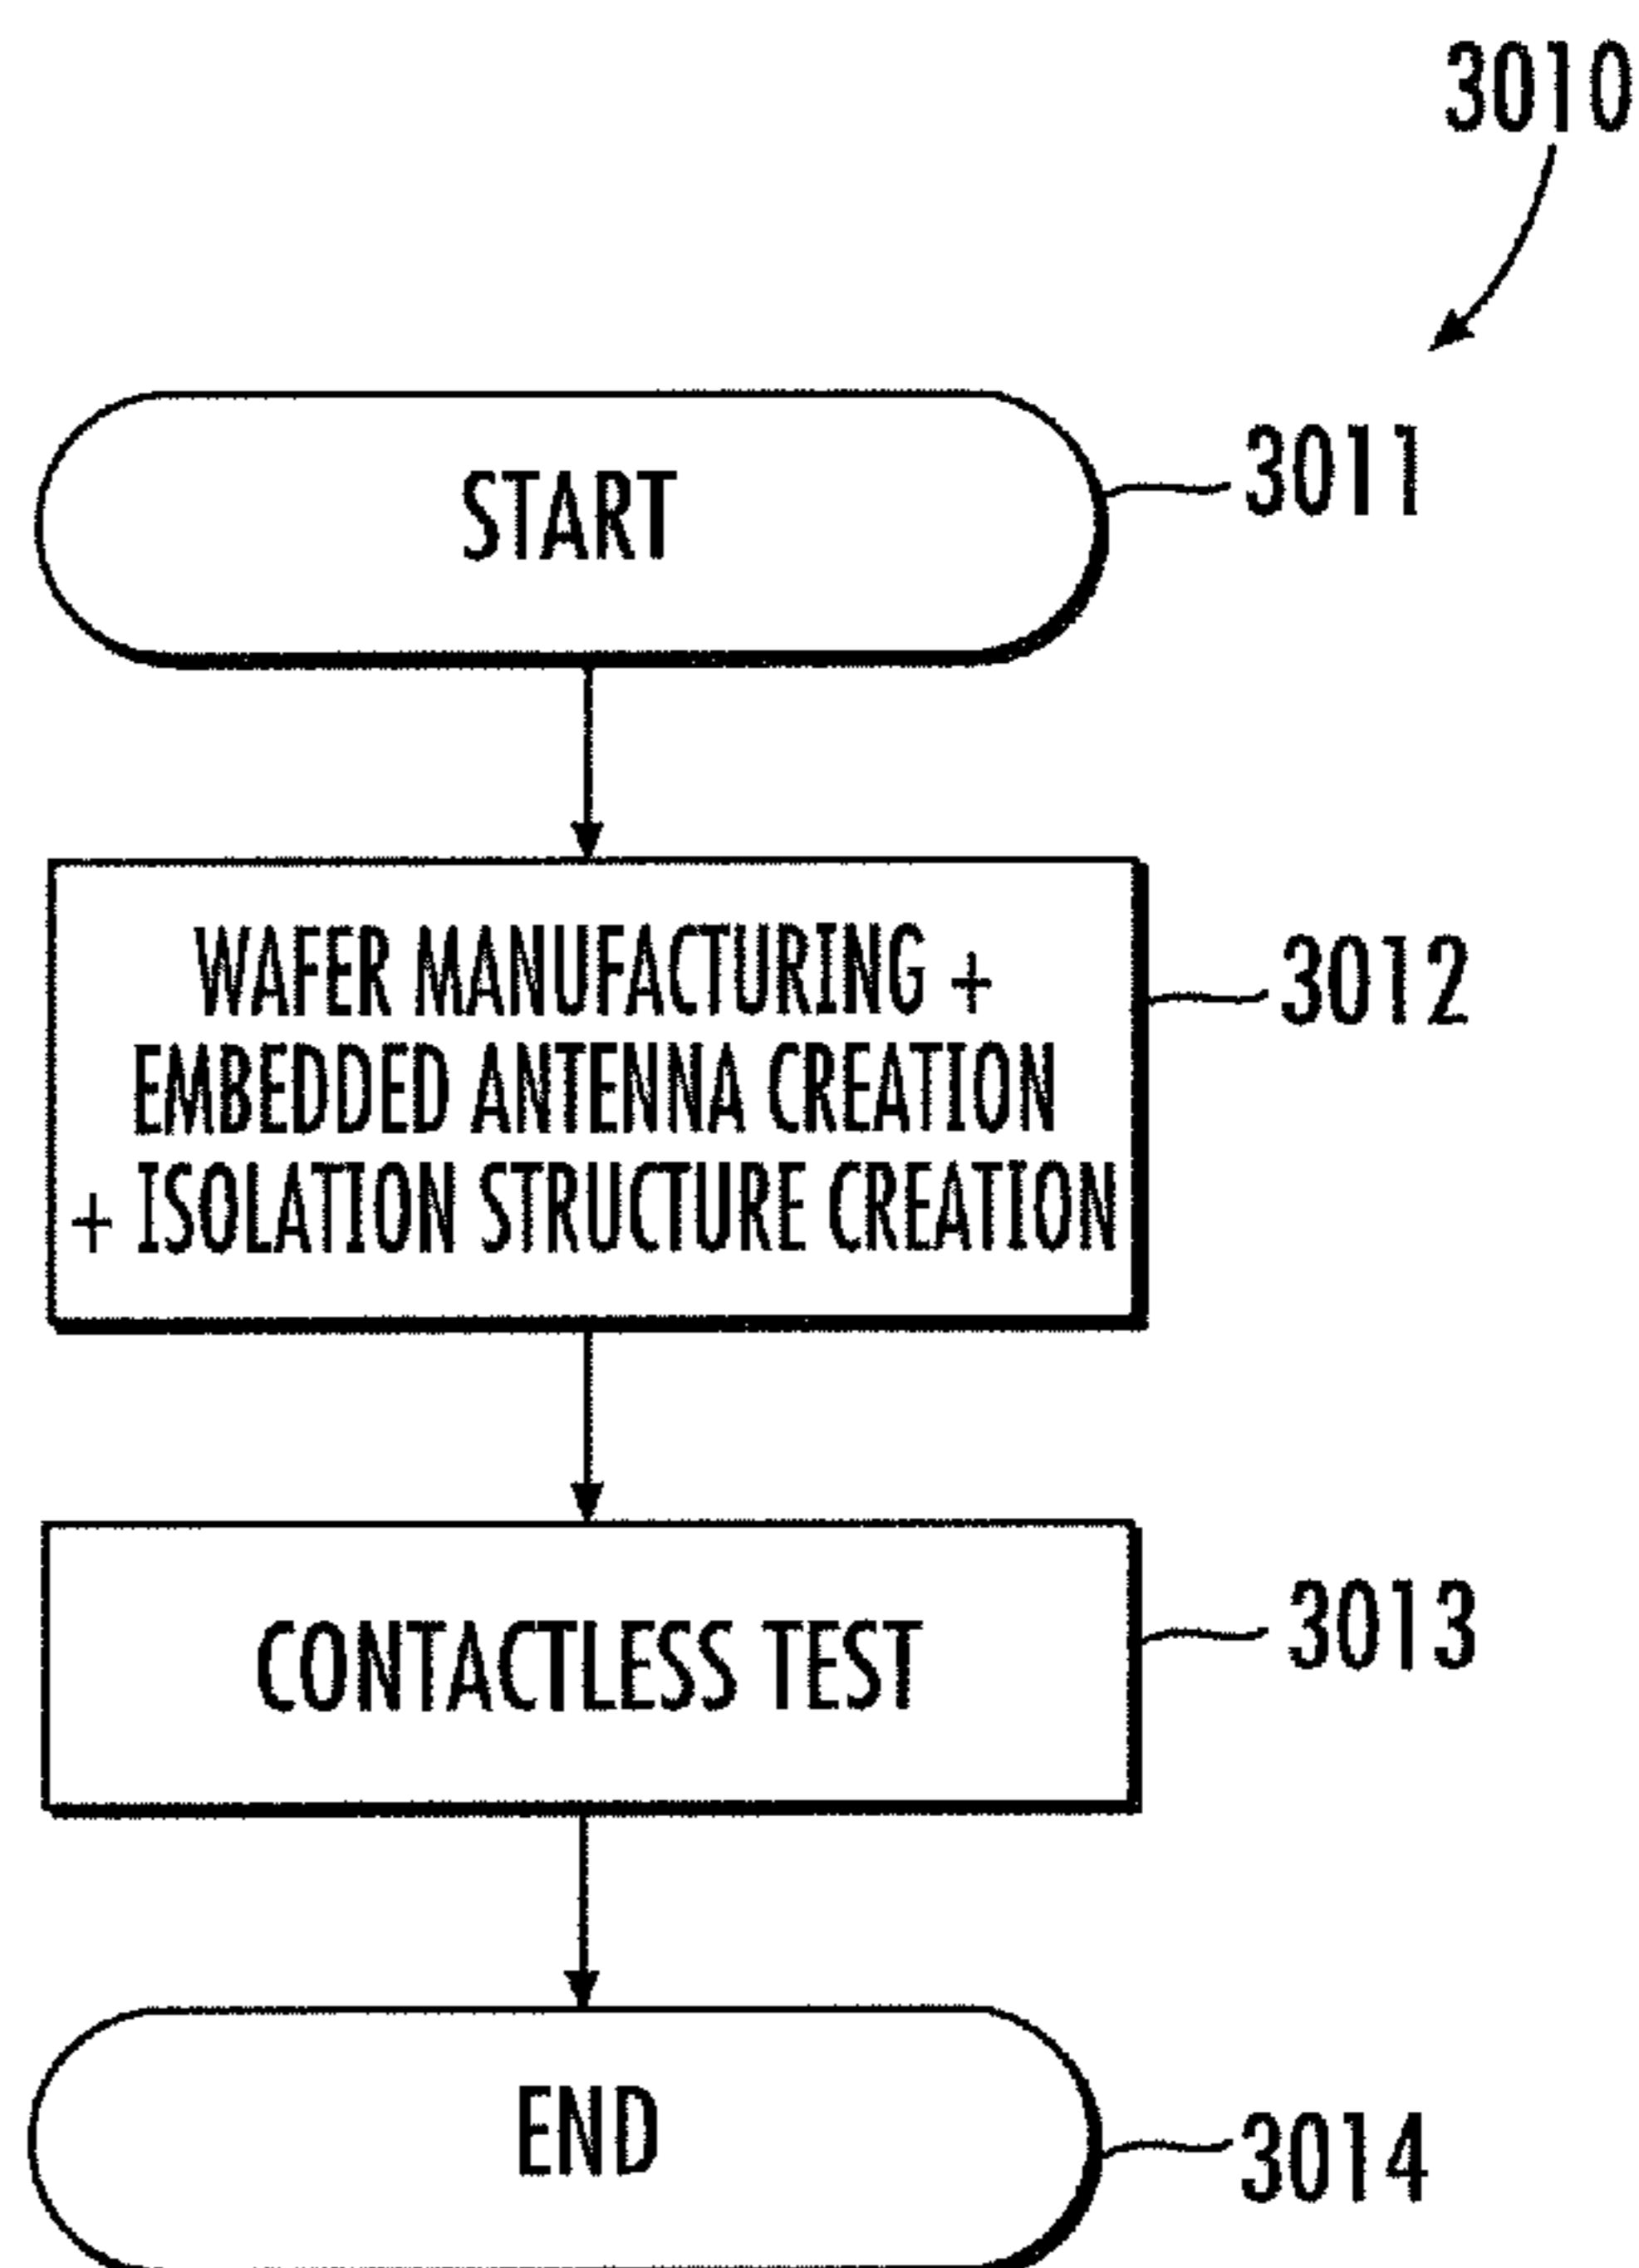 3010
START
3011
WAFER MANUFACTURING +
EMBEDDED ANTENNA CREATION
+ ISOLATION STRUCTURE CREATION
3012
CONTACTLESS TEST
3013
END
3014